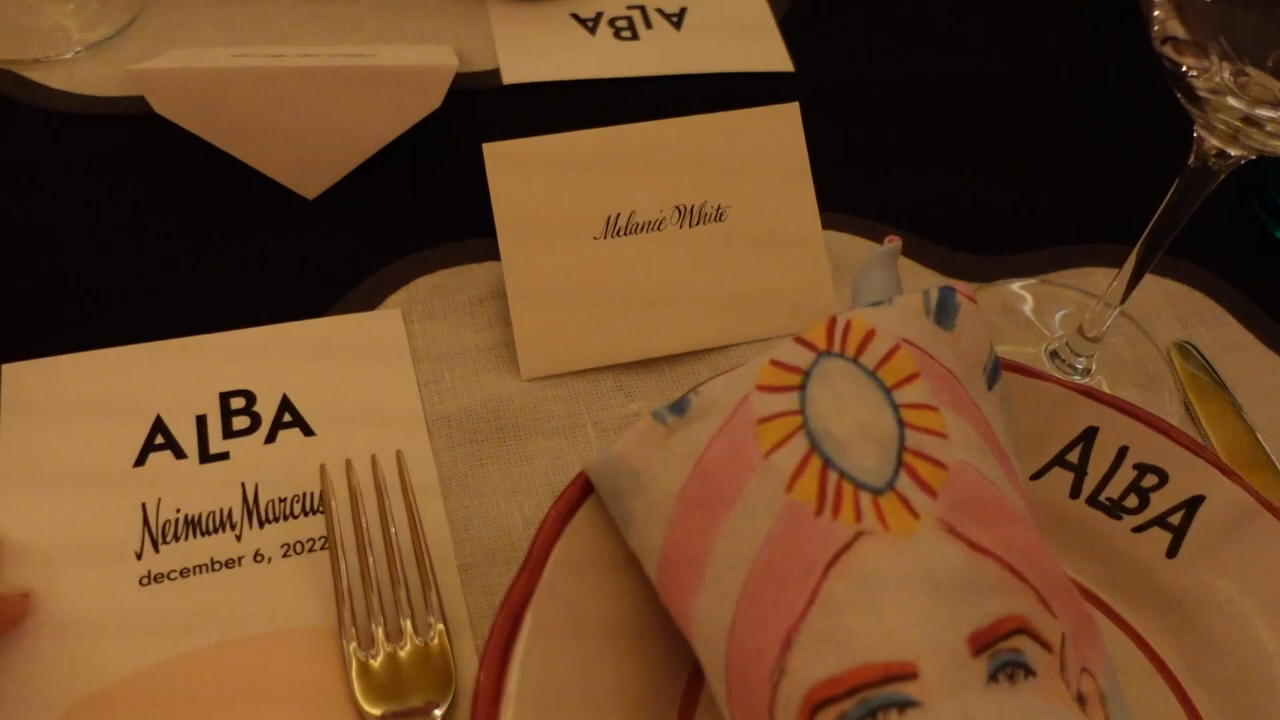 ALBA
Melanie White
ALBA
Neiman Marcus
december 6, 2022
ALBA